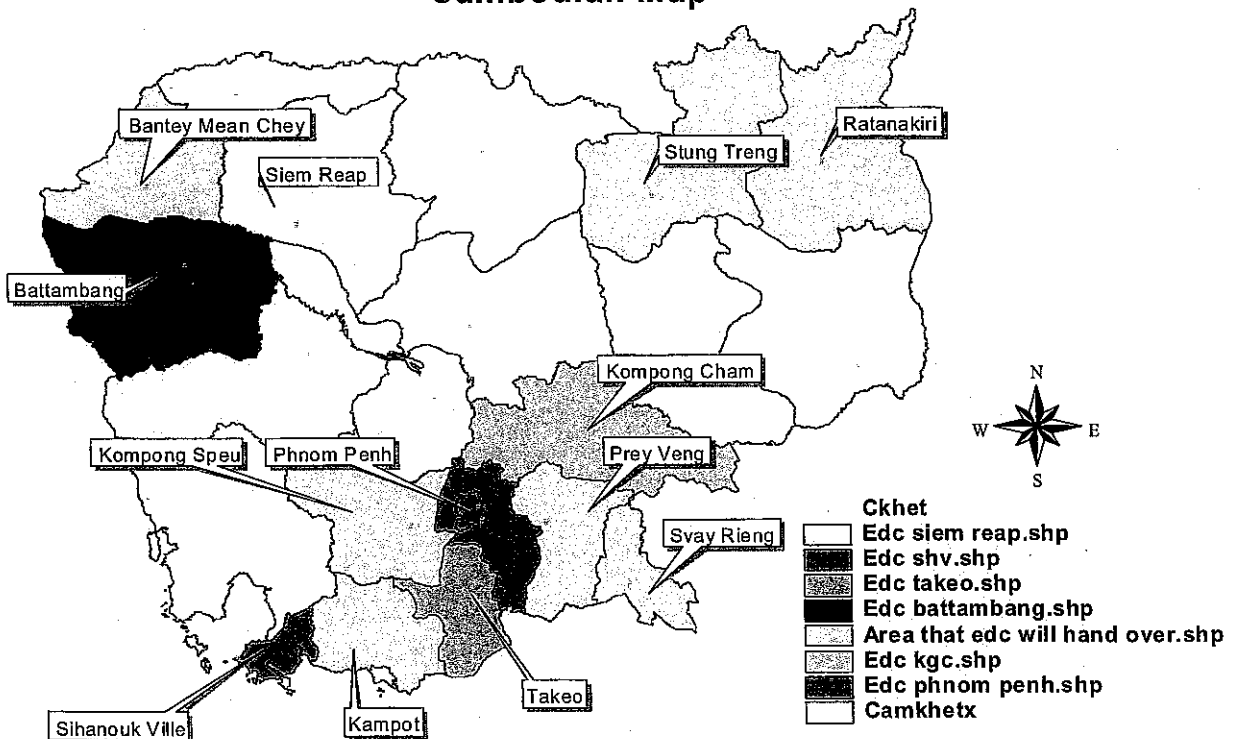 Bantey Mean Chey
Ratanakiri
Stung Treng
Siem Reap
Battambang
Kompong Cham
N
W E
S
Kompong Speu
Phnom Penh
Prey Veng
Svay Rieng
Ckhet
Edc siem reap.shp
Edc shv.shp
Edc takeo.shp
Edc battambang.shp
Area that edc will hand over.shp
Edc kgc.shp
Edc phnom penh.shp
Camkhetx
Takeo
Kampot
Sihanouk Ville